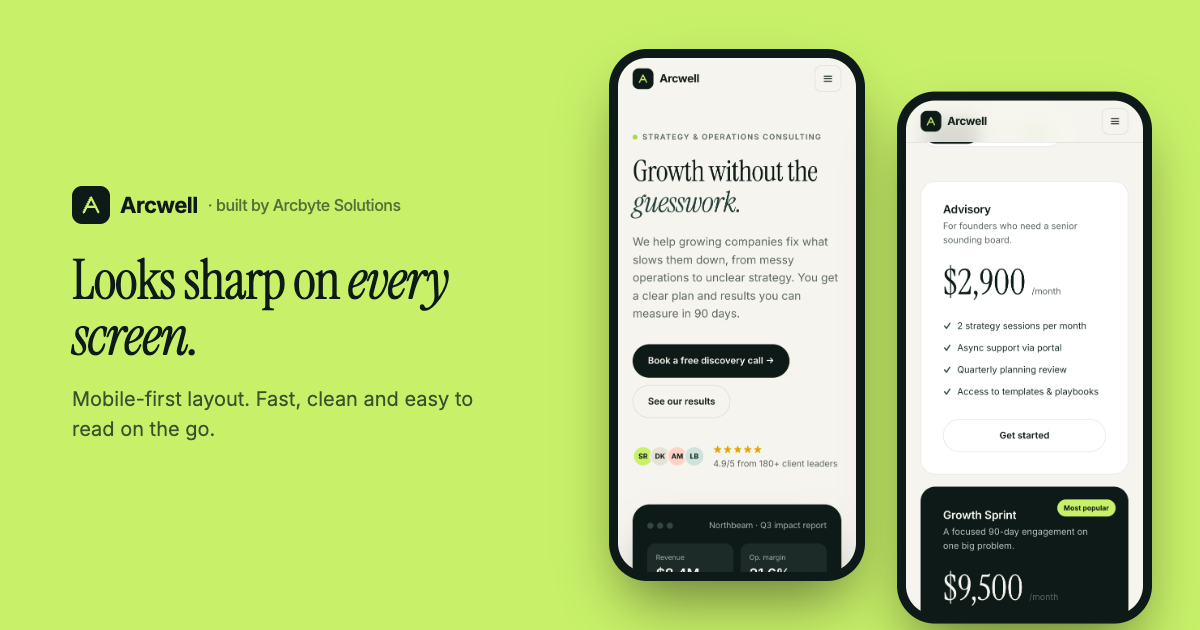 Arcwell · built by Arcbyte Solutions
Looks sharp on every
screen.
Mobile-first layout. Fast, clean and easy to
read on the go.
Arcwell
STRATEGY & OPERATIONS CONSULTING
Growth without the
guesswork.
We help growing companies fix what
slows them down, from messy
operations to unclear strategy. You get
a clear plan and results you can
measure in 90 days.
Book a free discovery call →
See our results
SR DK AM LB
4.9/5 from 180+ client leaders
Northbeam · Q3 impact report
Revenue
Op. margin
Arcwell
Advisory
For founders who need a senior
sounding board.
$2,900 /month
2 strategy sessions per month
Async support via portal
Quarterly planning review
Access to templates & playbooks
Get started
Most popular
Growth Sprint
A focused 90-day engagement on
one big problem.
$9,500 /month